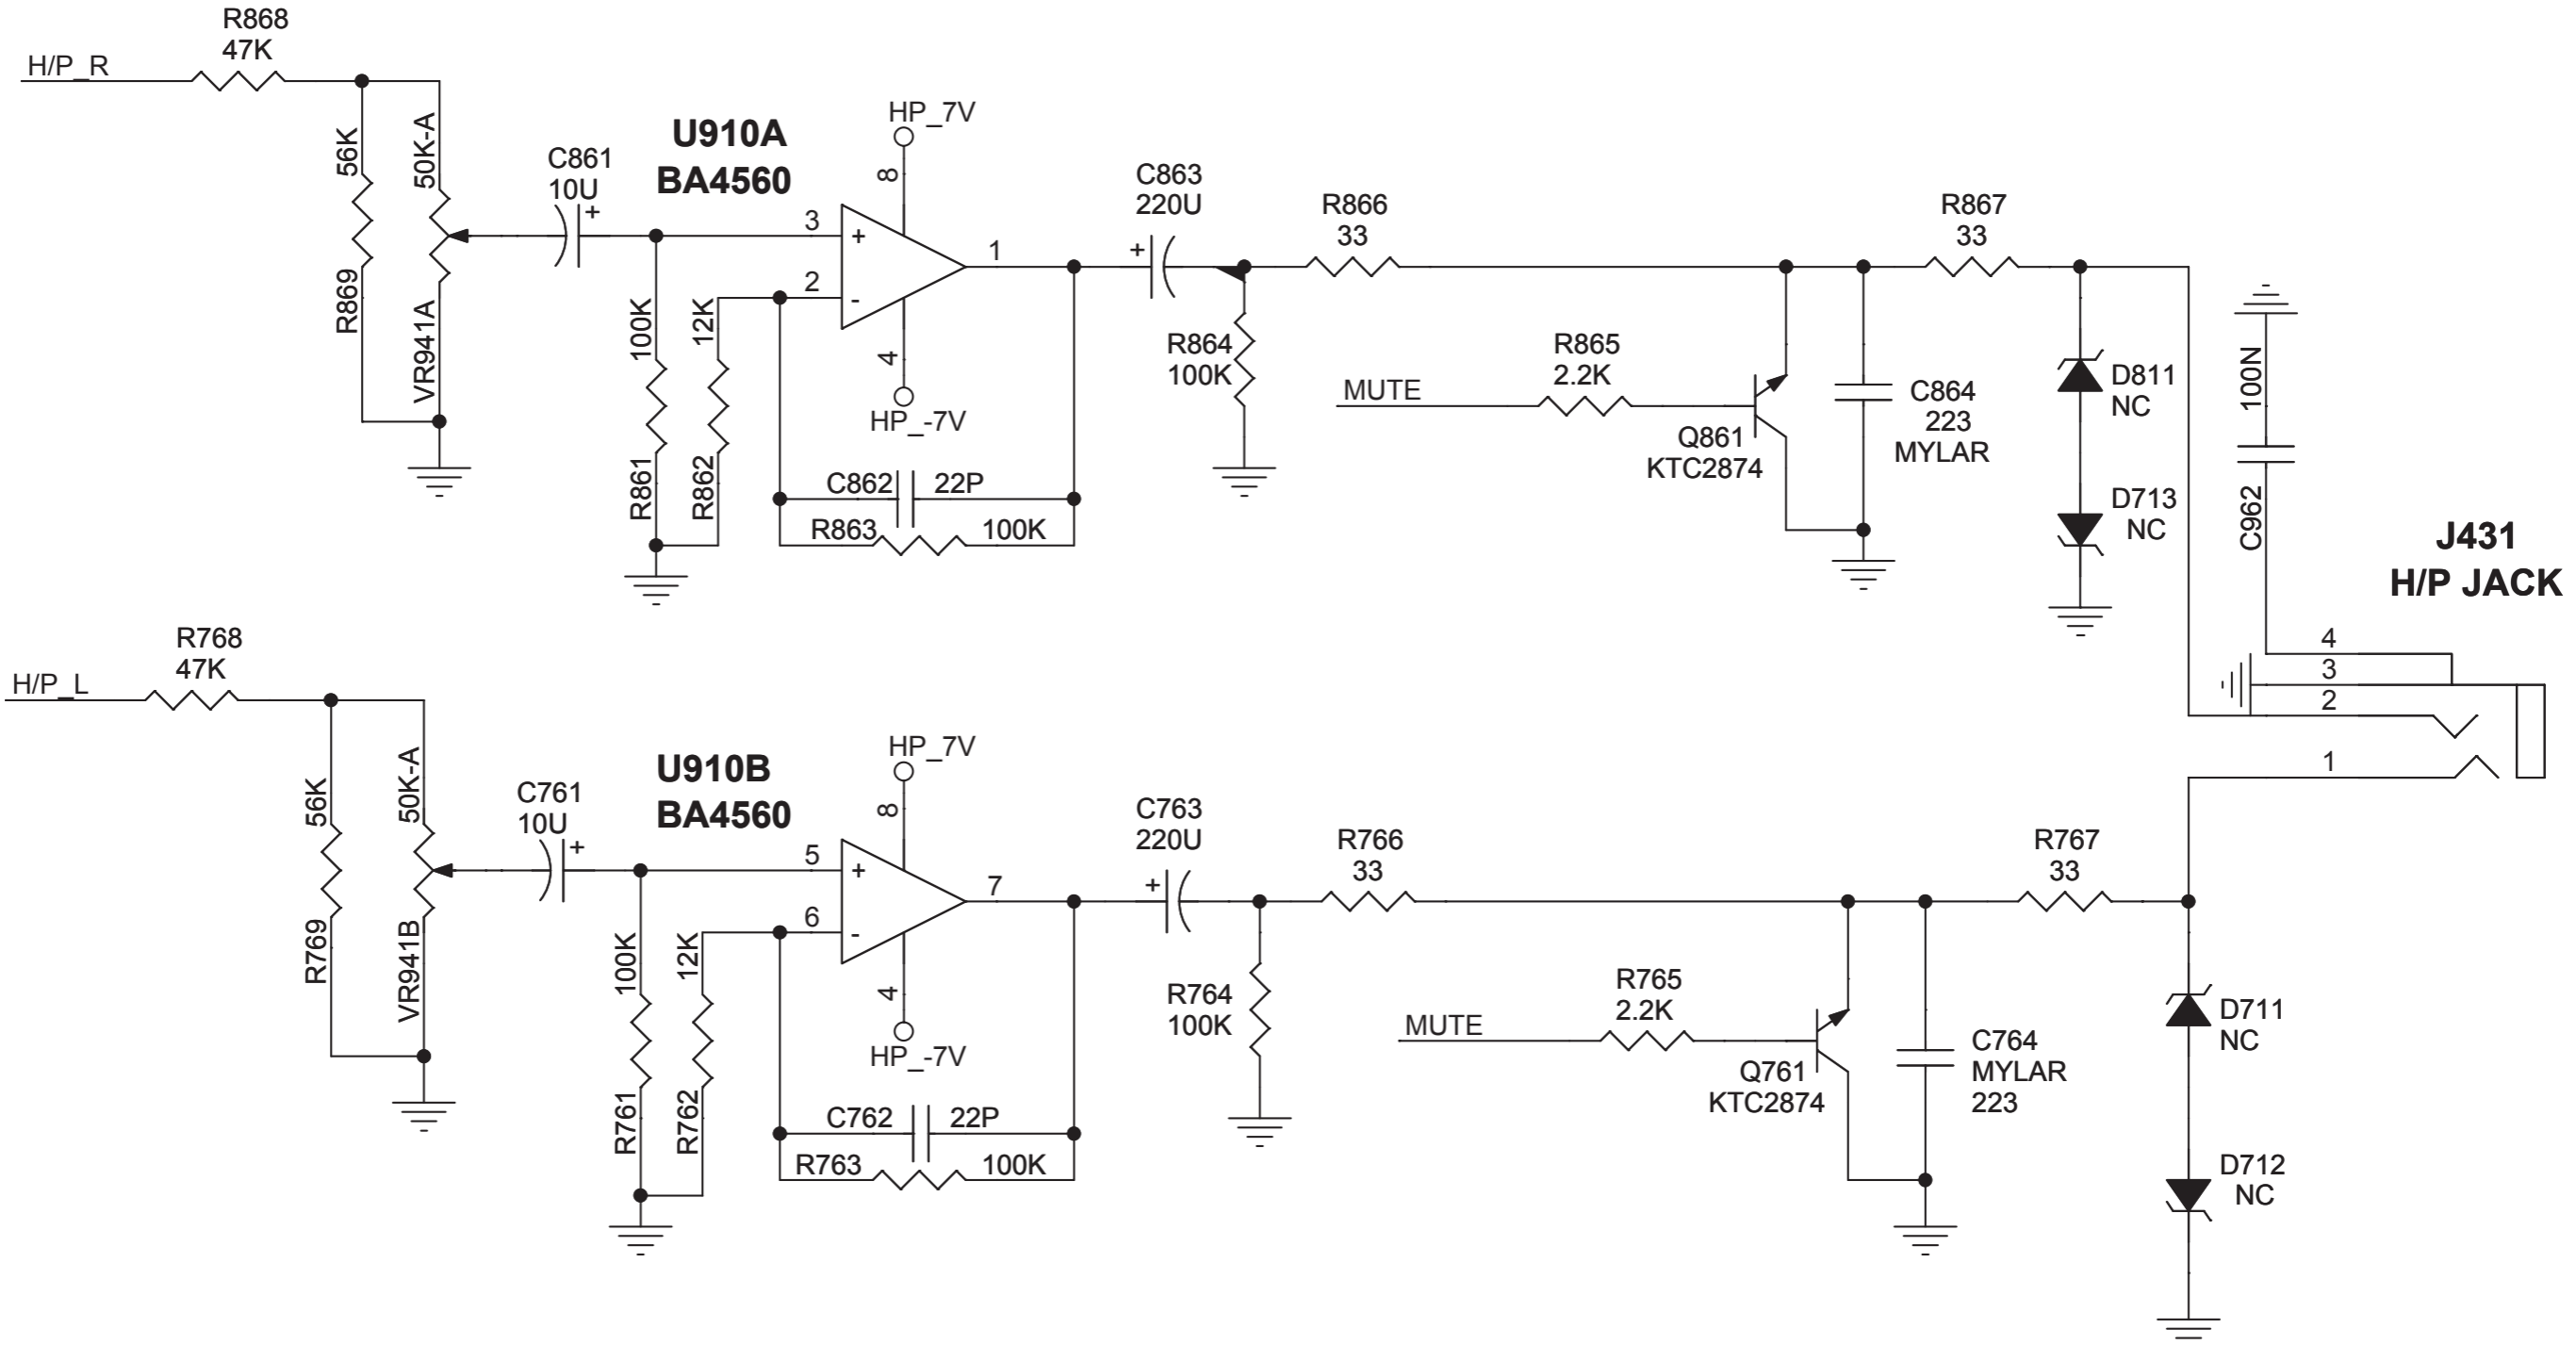 R868
47K
H/P_R
56K
R869
50K-A
VR941A
C861
10U
+
U910A
BA4560
HP_7V
8
3
+
2
-
1
4
HP_-7V
100K
R861
12K
R862
C862 22P
R863 100K
C863
220U
+
R864
100K
R866
33
MUTE
R865
2.2K
Q861
KTC2874
C864
223
MYLAR
R867
33
D811
NC
D713
NC
100N
C962
J431
H/P JACK
4
3
2
1
R768
47K
H/P_L
56K
R769
50K-A
VR941B
C761
10U
+
U910B
BA4560
HP_7V
8
5
+
6
-
7
4
HP_-7V
100K
R761
12K
R762
C762 22P
R763 100K
C763
220U
+
R764
100K
R766
33
MUTE
R765
2.2K
Q761
KTC2874
C764
MYLAR
223
R767
33
D711
NC
D712
NC